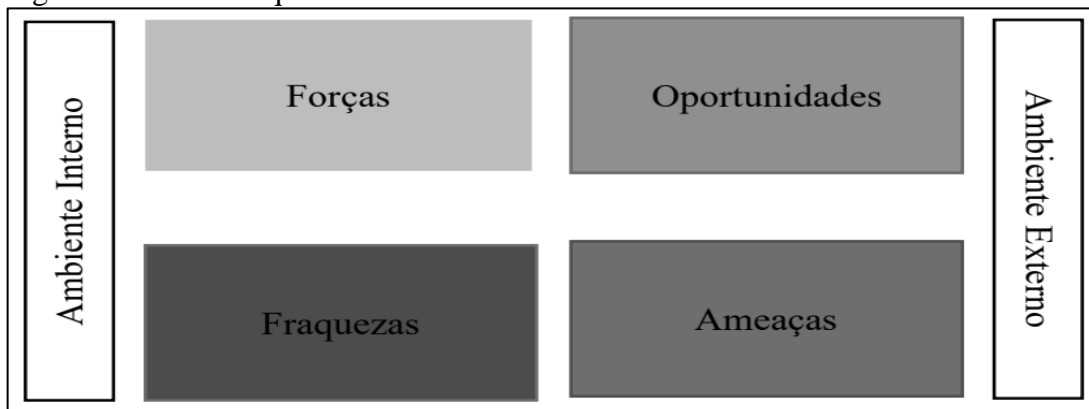 Ambiente Interno
Forças
Oportunidades
Fraquezas
Ameaças
Ambiente Externo